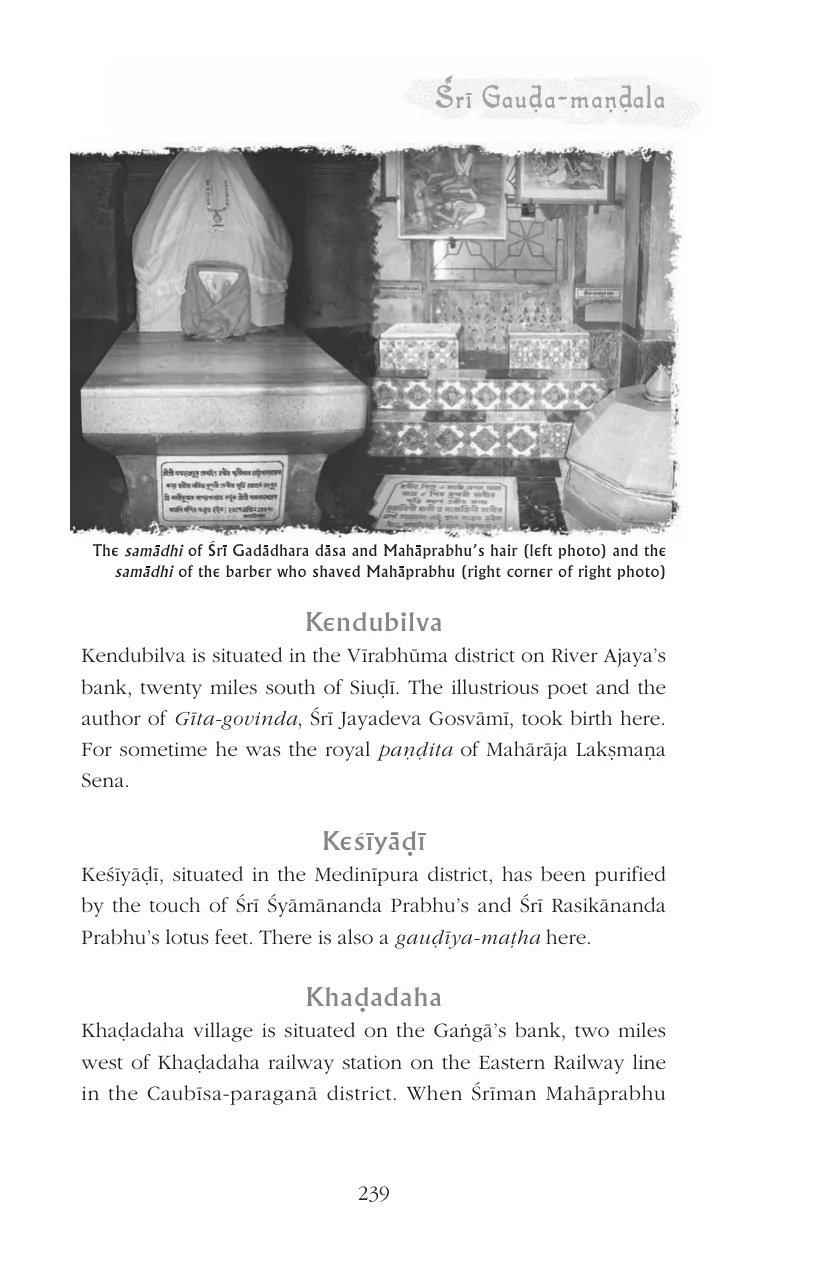 Śrī Gauḍa-maṇḍala
The samādhi of Śrī Gadādhara dāsa and Mahāprabhu's hair (left photo) and the
samādhi of the barber who shaved Mahāprabhu (right corner of right photo)
Kendubilva
Kendubilva is situated in the Vīrabhūma district on River Ajaya's
bank, twenty miles south of Siuḍī. The illustrious poet and the
author of Gīta-govinda, Śrī Jayadeva Gosvāmī, took birth here.
For sometime he was the royal paṇḍita of Mahārāja Lakṣmaṇa
Sena.
Keśīyāḍī
Keśīyāḍī, situated in the Medinīpura district, has been purified
by the touch of Śrī Śyāmānanda Prabhu's and Śrī Rasikānanda
Prabhu's lotus feet. There is also a gauḍīya-maṭha here.
Khaḍadaha
Khaḍadaha village is situated on the Gaṅgā's bank, two miles
west of Khaḍadaha railway station on the Eastern Railway line
in the Caubīsa-paraganā district. When Śrīman Mahāprabhu
239